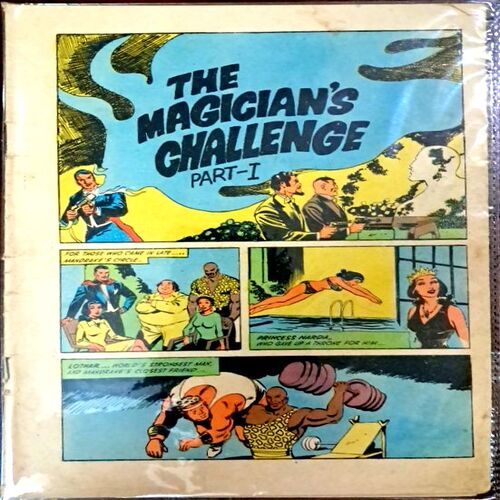 THE
MAGICIAN'S
CHALLENGE
PART-I
FOR THOSE WHO CAME IN LATE.....
MANDRAKE'S CIRCLE.
PRINCESS NARDA...
WHO GAVE UP A THRONE FOR HIM...
LOTHAR... WORLD'S STRONGEST MAN,
AND MANDRAKE'S CLOSEST FRIEND.